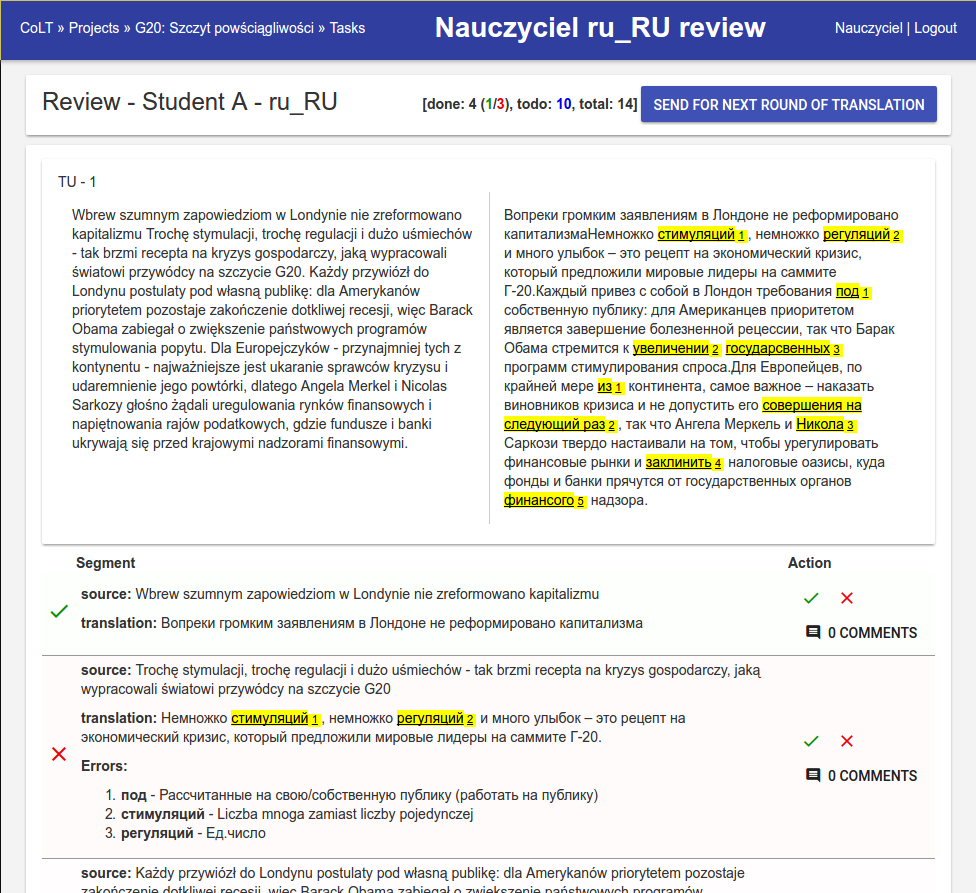 CoLT » Projects » G20: Szczyt powściągliwości » Tasks
Nauczyciel ru_RU review
Nauczyciel | Logout
Review - Student A - ru_RU
[done: 4 (1/3), todo: 10, total: 14]
SEND FOR NEXT ROUND OF TRANSLATION
TU - 1
Wbrew szumnym zapowiedziom w Londynie nie zreformowano
kapitalizmu Trochę stymulacji, trochę regulacji i dużo uśmiechów
- tak brzmi recepta na kryzys gospodarczy, jaką wypracowali
światowi przywódcy na szczycie G20. Każdy przywiózł do
Londynu postulaty pod własną publikę: dla Amerykanów
priorytetem pozostaje zakończenie dotkliwej recesji, więc Barack
Obama zabiegał o zwiększenie państwowych programów
stymulowania popytu. Dla Europejczyków - przynajmniej tych z
kontynentu - najważniejsze jest ukaranie sprawców kryzysu i
udaremnienie jego powtórki, dlatego Angela Merkel i Nicolas
Sarkozy głośno żądali uregulowania rynków finansowych i
napiętnowania rajów podatkowych, gdzie fundusze i banki
ukrywają się przed krajowymi nadzorami finansowymi.
Вопреки громким заявлениям в Лондоне не реформировано
капитализмаНемножко стимуляций 1, немножко регуляций 2
и много улыбок – это рецепт на экономический кризис,
который предложили мировые лидеры на саммите
Г-20.Каждый привез с собой в Лондон требования под 1
собственную публику: для Американцев приоритетом
является завершение болезненной рецессии, так что Барак
Обама стремится к увеличении 2 государсвенных 3
программ стимулирования спроса.Для Европейцев, по
крайней мере из 1 континента, самое важное – наказать
виновников кризиса и не допустить его совершения на
следующий раз 2, так что Ангела Меркель и Никола 3
Саркози твердо настаивали на том, чтобы урегулировать
финансовые рынки и заклинить 4 налоговые оазисы, куда
фонды и банки прячутся от государственных органов
финансого 5 надзора.
Segment
Action
source: Wbrew szumnym zapowiedziom w Londynie nie zreformowano kapitalizmu
translation: Вопреки громким заявлениям в Лондоне не реформировано капитализма
0 COMMENTS
source: Trochę stymulacji, trochę regulacji i dużo uśmiechów - tak brzmi recepta na kryzys gospodarczy, jaką
wypracowali światowi przywódcy na szczycie G20
translation: Немножко стимуляций 1, немножко регуляций 2 и много улыбок – это рецепт на
экономический кризис, который предложили мировые лидеры на саммите Г-20.
Errors:
1. под - Рассчитанные на свою/собственную публику (работать на публику)
2. стимуляций - Liczba mnoga zamiast liczby pojedynczej
3. регуляций - Ед.число
0 COMMENTS
source: Każdy przywiózł do Londynu postulaty pod własną publikę: dla Amerykanów priorytetem pozostaje
zakończenie dotkliwej recesji, więc Barack Obama zabiegał o zwiększenie państwowych programów